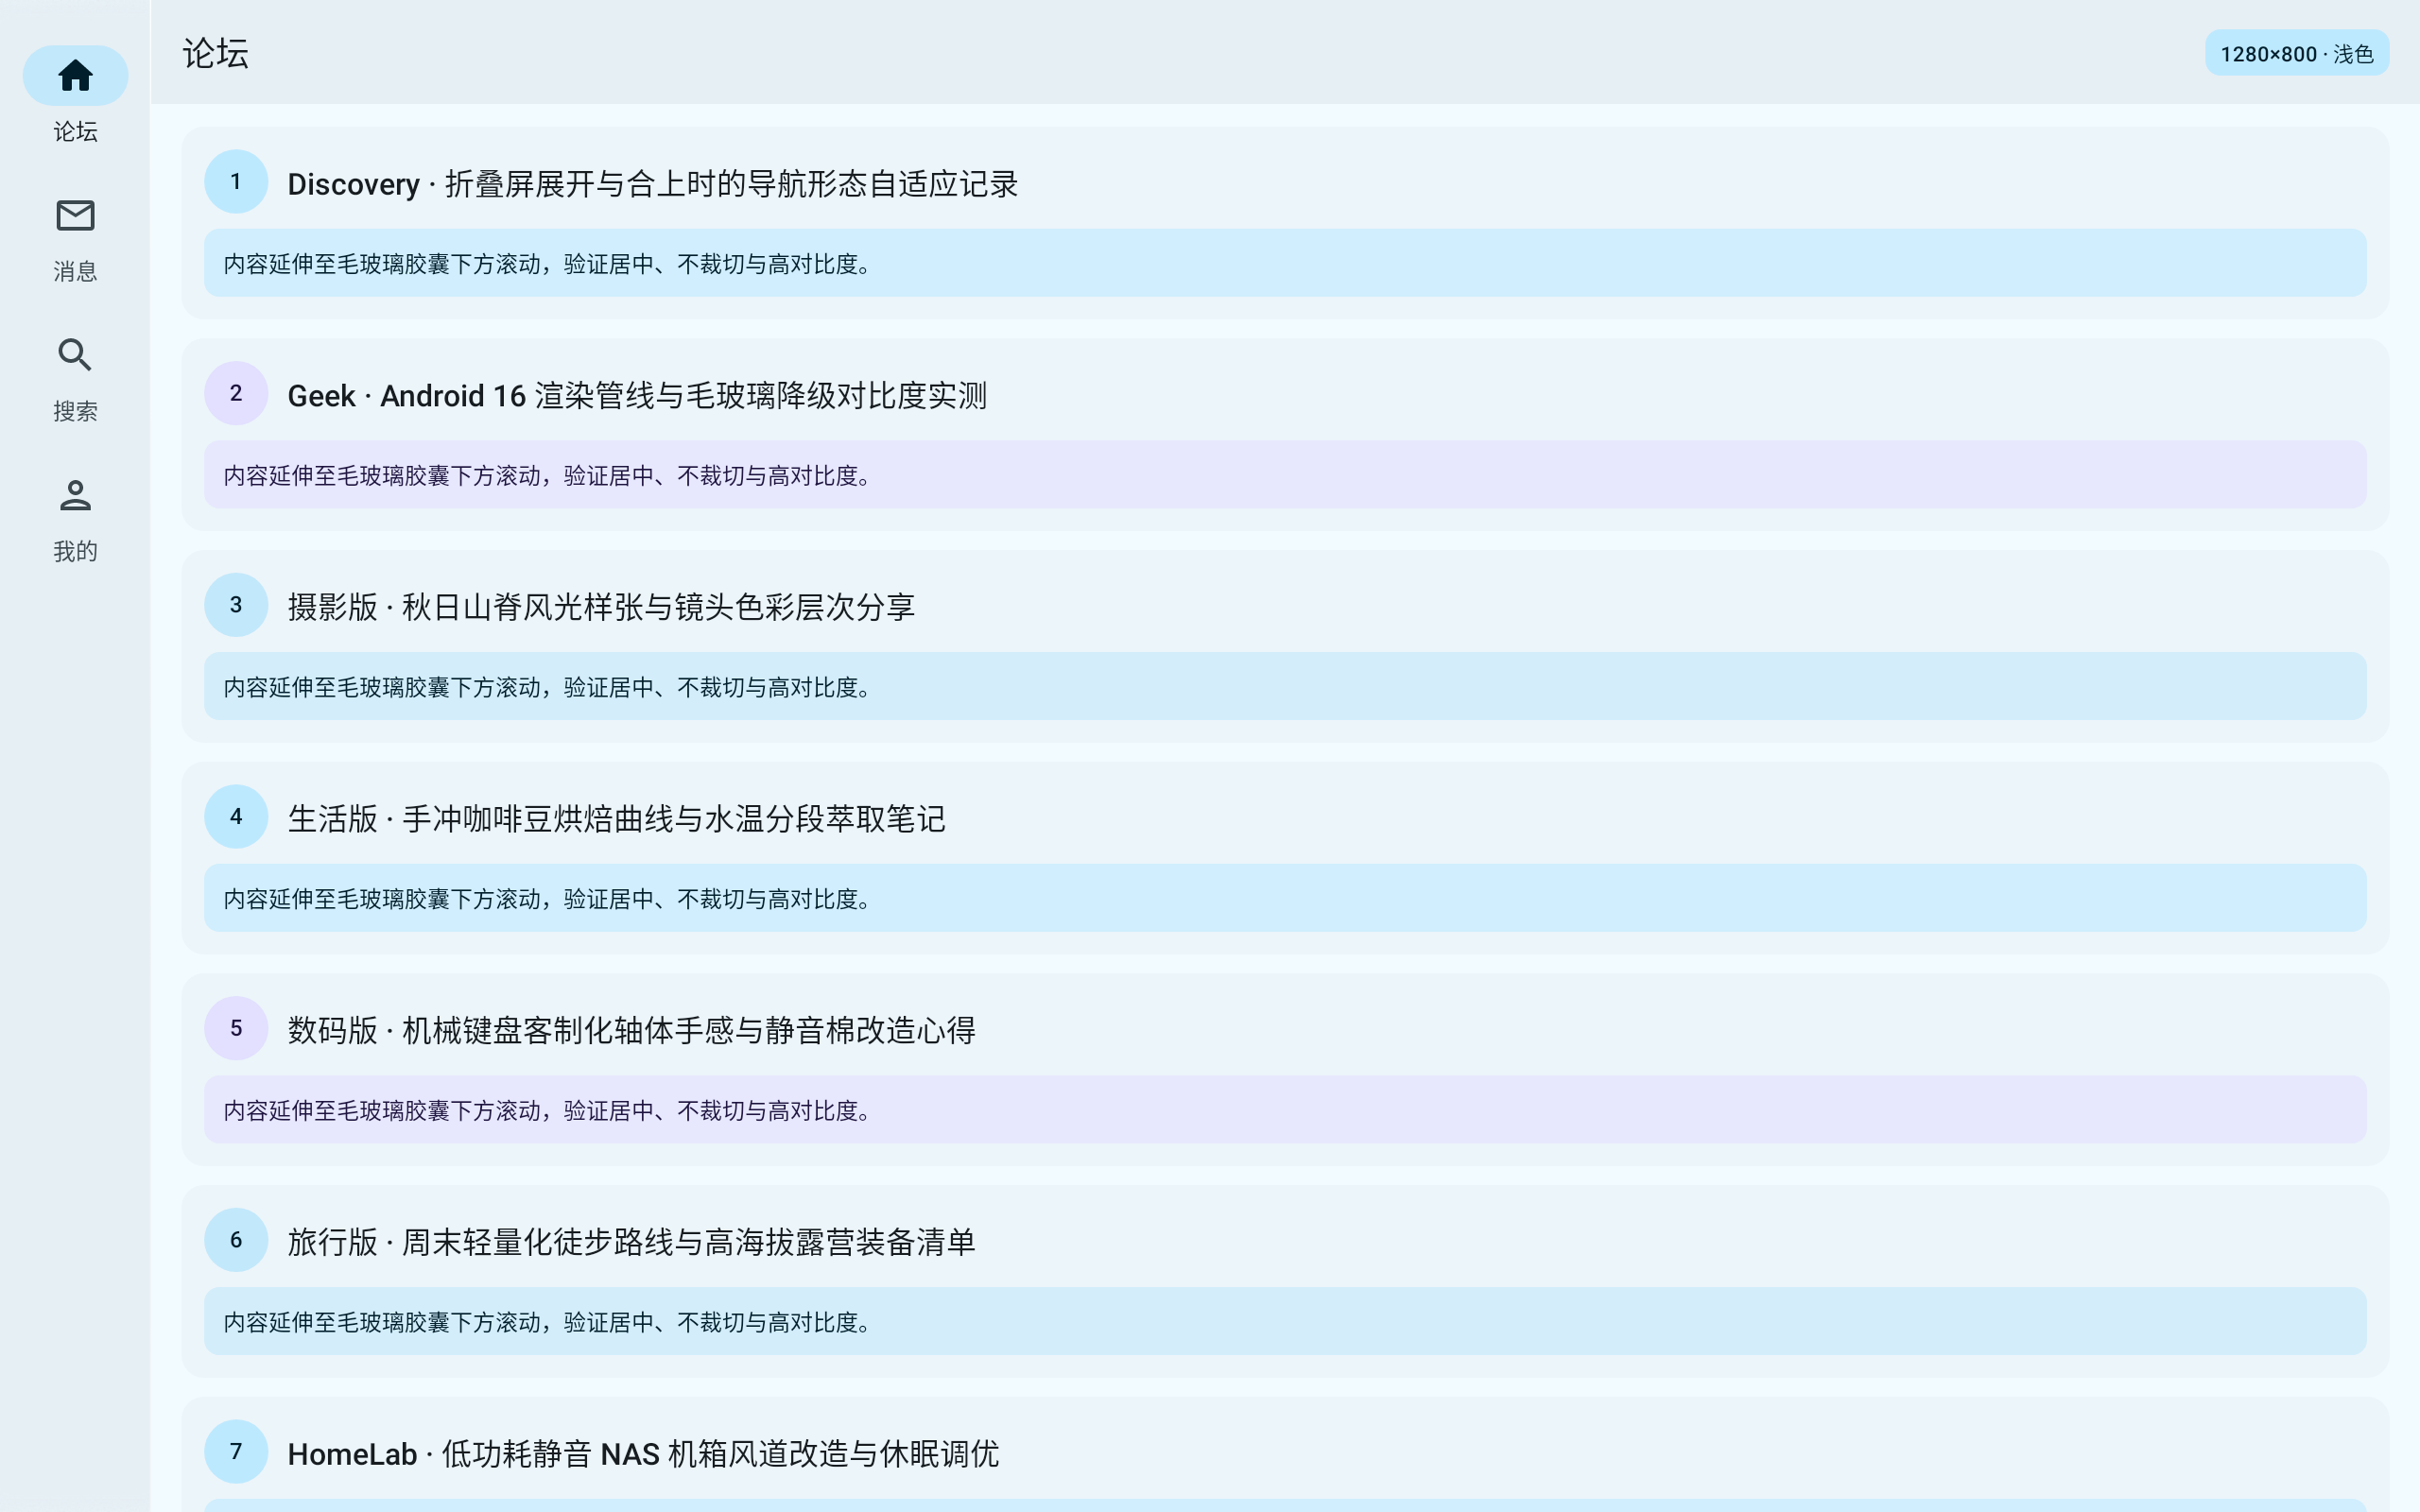 论坛
消息
搜索
我的
论坛
1280×800 · 浅色
1
Discovery · 折叠屏展开与合上时的导航形态自适应记录
内容延伸至毛玻璃胶囊下方滚动，验证居中、不裁切与高对比度。
2
Geek · Android 16 渲染管线与毛玻璃降级对比度实测
内容延伸至毛玻璃胶囊下方滚动，验证居中、不裁切与高对比度。
3
摄影版 · 秋日山脊风光样张与镜头色彩层次分享
内容延伸至毛玻璃胶囊下方滚动，验证居中、不裁切与高对比度。
4
生活版 · 手冲咖啡豆烘焙曲线与水温分段萃取笔记
内容延伸至毛玻璃胶囊下方滚动，验证居中、不裁切与高对比度。
5
数码版 · 机械键盘客制化轴体手感与静音棉改造心得
内容延伸至毛玻璃胶囊下方滚动，验证居中、不裁切与高对比度。
6
旅行版 · 周末轻量化徒步路线与高海拔露营装备清单
内容延伸至毛玻璃胶囊下方滚动，验证居中、不裁切与高对比度。
7
HomeLab · 低功耗静音 NAS 机箱风道改造与休眠调优